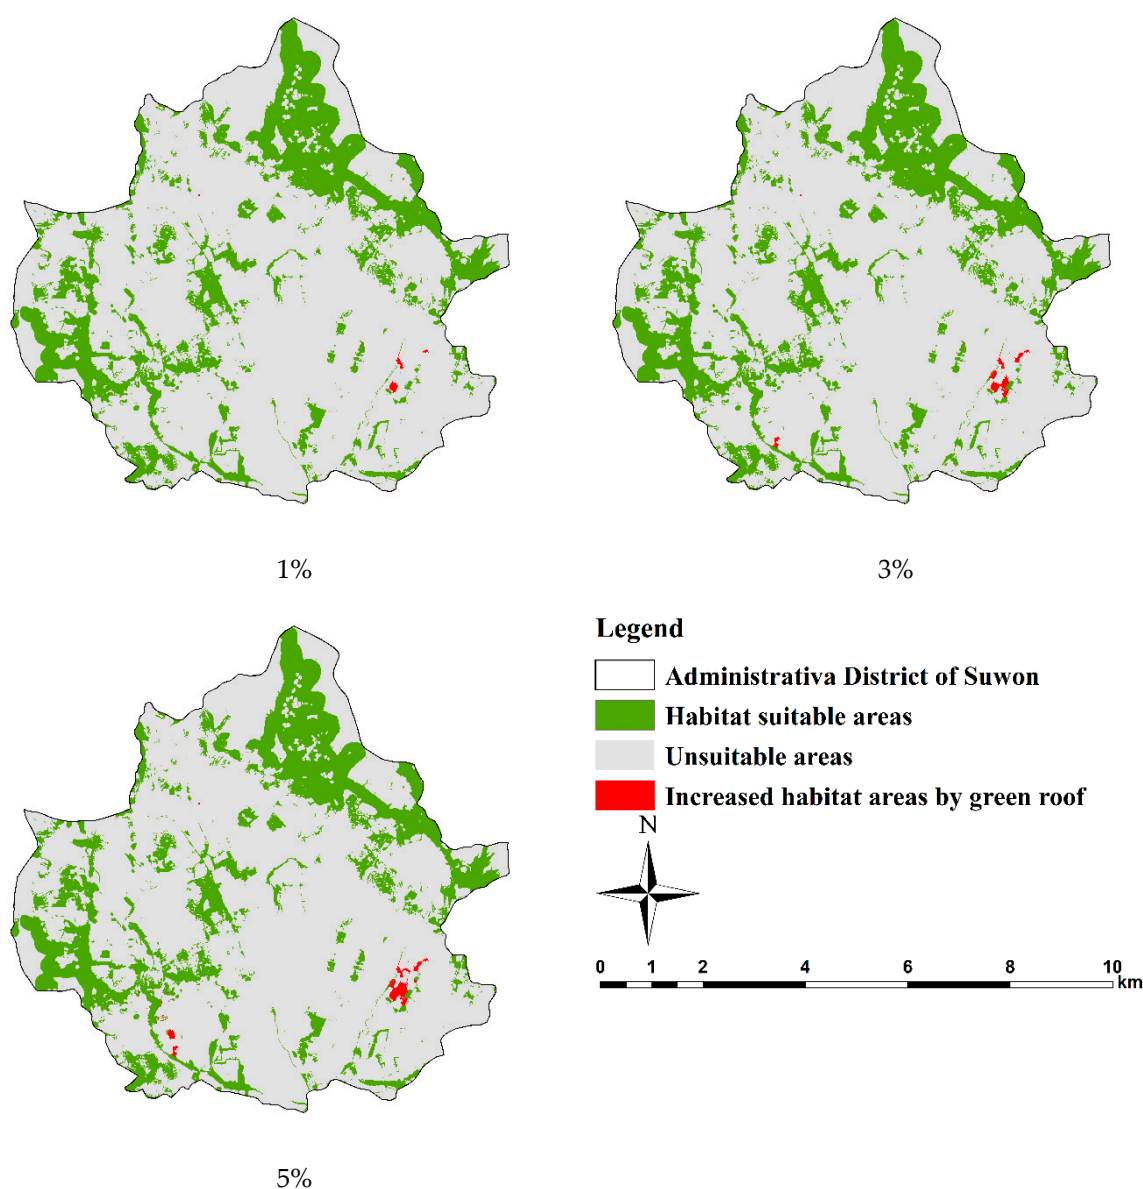 1%
3%
Legend
Administrativa District of Suwon
Habitat suitable areas
Unsuitable areas
Increased habitat areas by green roof
N
0 1 2 4 6 8 10
km
5%